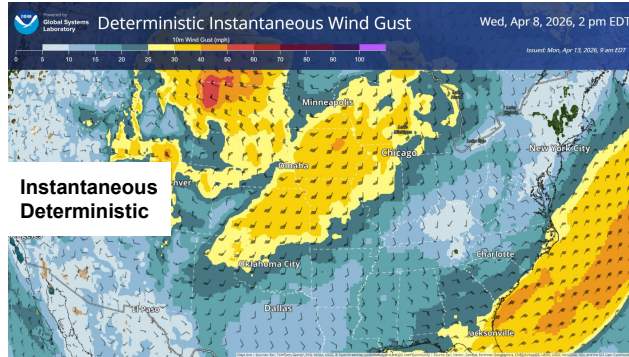 NOAA
Powered by
Global Systems
Laboratory
Deterministic Instantaneous Wind Gust
Wed, Apr 8, 2026, 2 pm EDT
Issued: Mon, Apr 13, 2026, 9 am EDT
10m Wind Gust (mph)
0 5 10 15 20 25 30 40 50 60 70 80 90 100
Minneapolis
Chicago
New York City
Omaha
Instantaneous
Deterministic
nver
Oklahoma City
Charlotte
El Paso
Dallas
Jacksonville